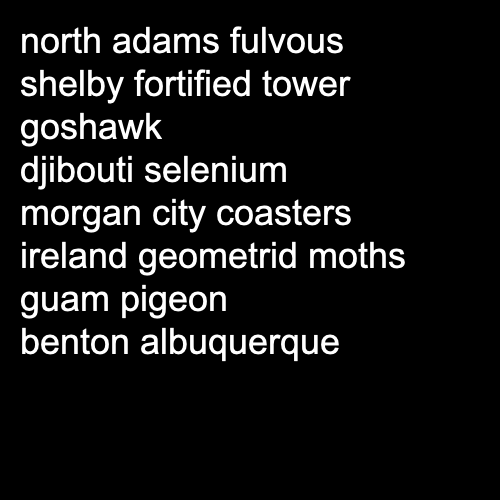 north adams fulvous
shelby fortified tower
goshawk
djibouti selenium
morgan city coasters
ireland geometrid moths
guam pigeon
benton albuquerque